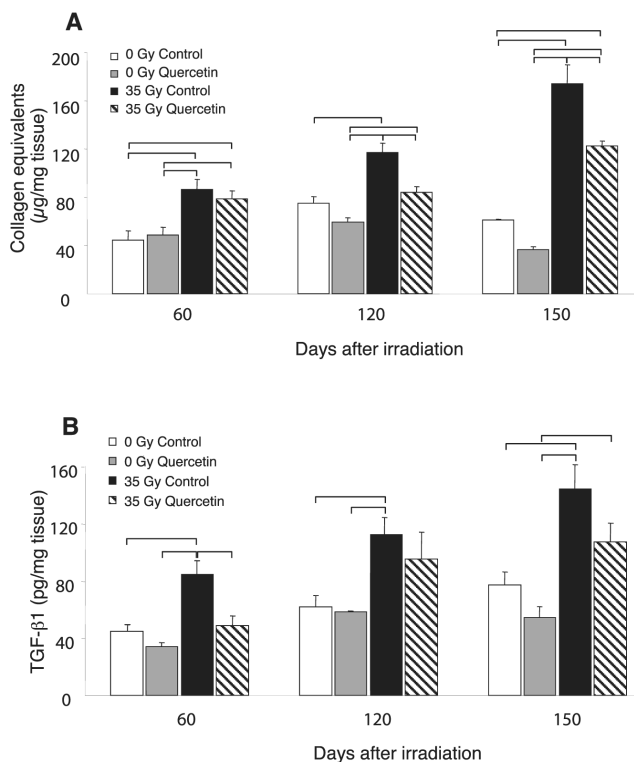 A
0 Gy Control
0 Gy Quercetin
35 Gy Control
35 Gy Quercetin
Collagen equivalents
(µg/mg tissue)
200
160
120
80
40
0
60
120
150
Days after irradiation
B
0 Gy Control
0 Gy Quercetin
35 Gy Control
35 Gy Quercetin
TGF-β1 (pg/mg tissue)
160
120
80
40
0
60
120
150
Days after irradiation